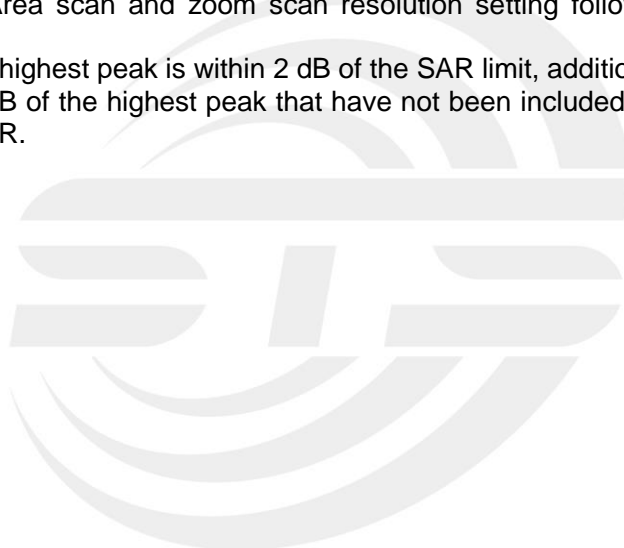 Area scan and zoom scan resolution setting follo
highest peak is within 2 dB of the SAR limit, additio
B of the highest peak that have not been included
R.
STS